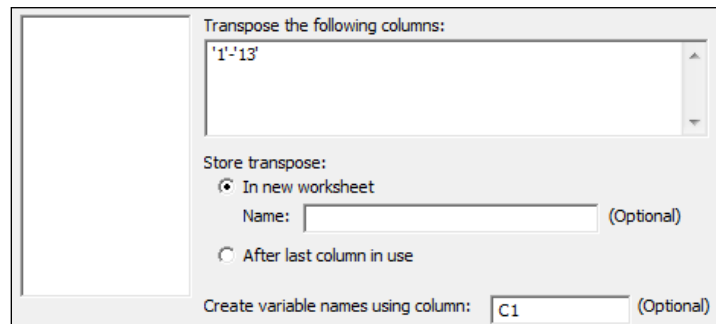 Transpose the following columns:
'1'-'13'
Store transpose:
In new worksheet
Name: (Optional)
After last column in use
Create variable names using column: C1 (Optional)